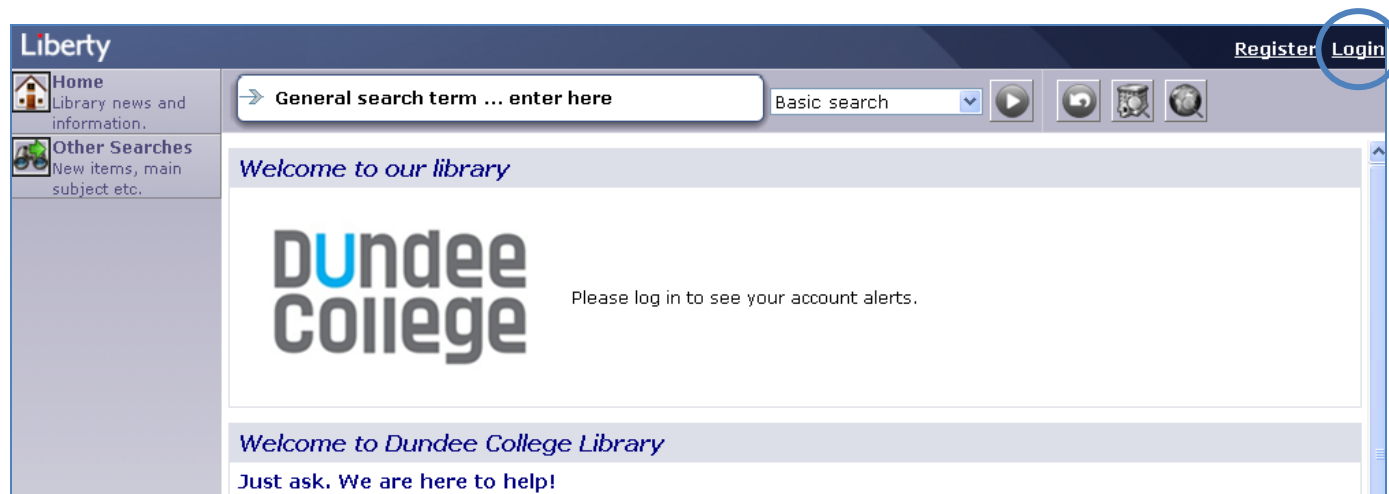 Liberty
Register Login
Home
Library news and
information.
Other Searches
New items, main
subject etc.
General search term ... enter here
Basic search
Welcome to our library
Dundee
College
Please log in to see your account alerts.
Welcome to Dundee College Library
Just ask. We are here to help!